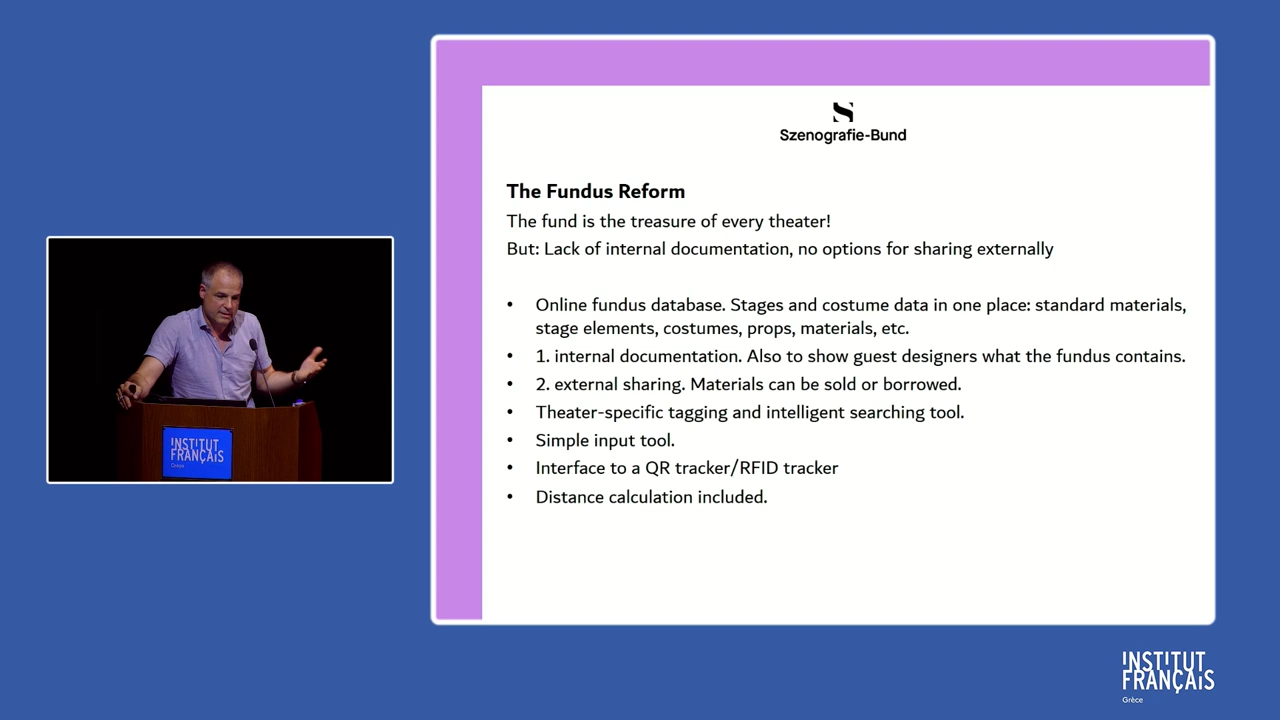 Szenografie-Bund
The Fundus Reform
The fund is the treasure of every theater!
But: Lack of internal documentation, no options for sharing externally
• Online fundus database. Stages and costume data in one place: standard materials,
stage elements, costumes, props, materials, etc.
• 1. internal documentation. Also to show guest designers what the fundus contains.
• 2. external sharing. Materials can be sold or borrowed.
• Theater-specific tagging and intelligent searching tool.
• Simple input tool.
• Interface to a QR tracker/RFID tracker
• Distance calculation included.
INSTITUT
FRANÇAIS
Grèce
INSTITUT
FRANÇAIS
Grèce